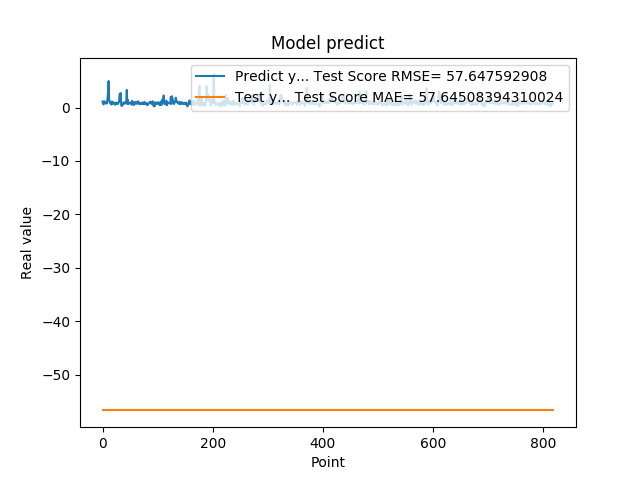 Model predict
Predict y... Test Score RMSE= 57.647592908
Test y... Test Score MAE= 57.64508394310024
Real value
0
−10
−20
−30
−40
−50
0 200 400 600 800
Point